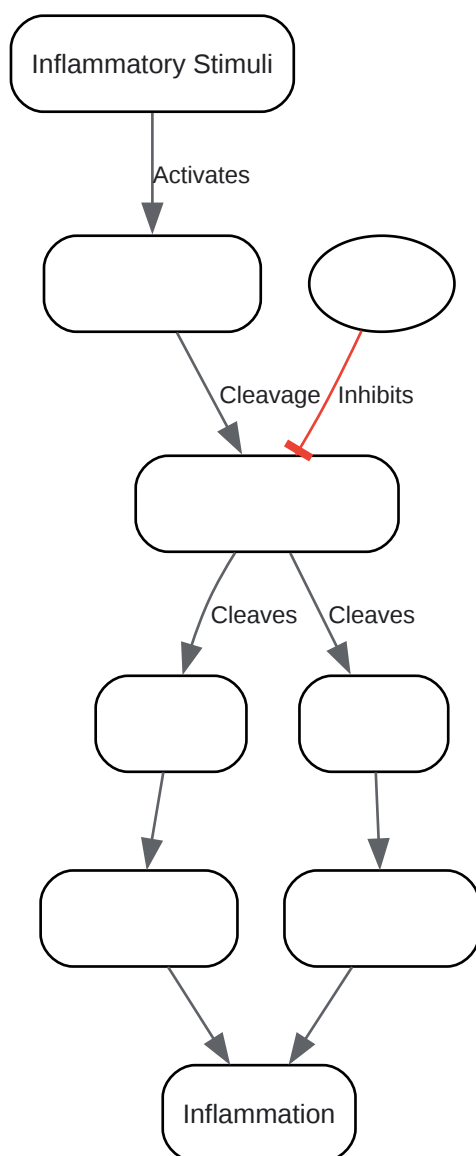 Inflammatory Stimuli
Activates
Cleavage
Inhibits
Cleaves
Cleaves
Inflammation